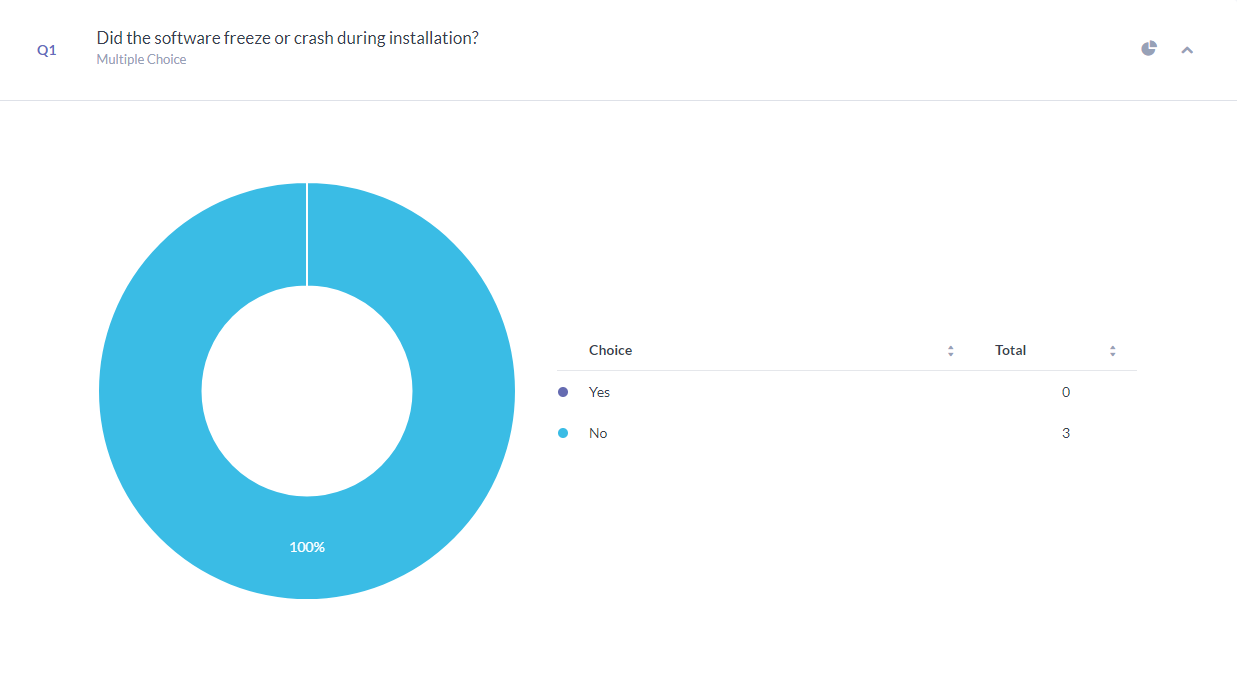 Q1
Did the software freeze or crash during installation?
Multiple Choice
Choice Total
Yes 0
No 3
100%